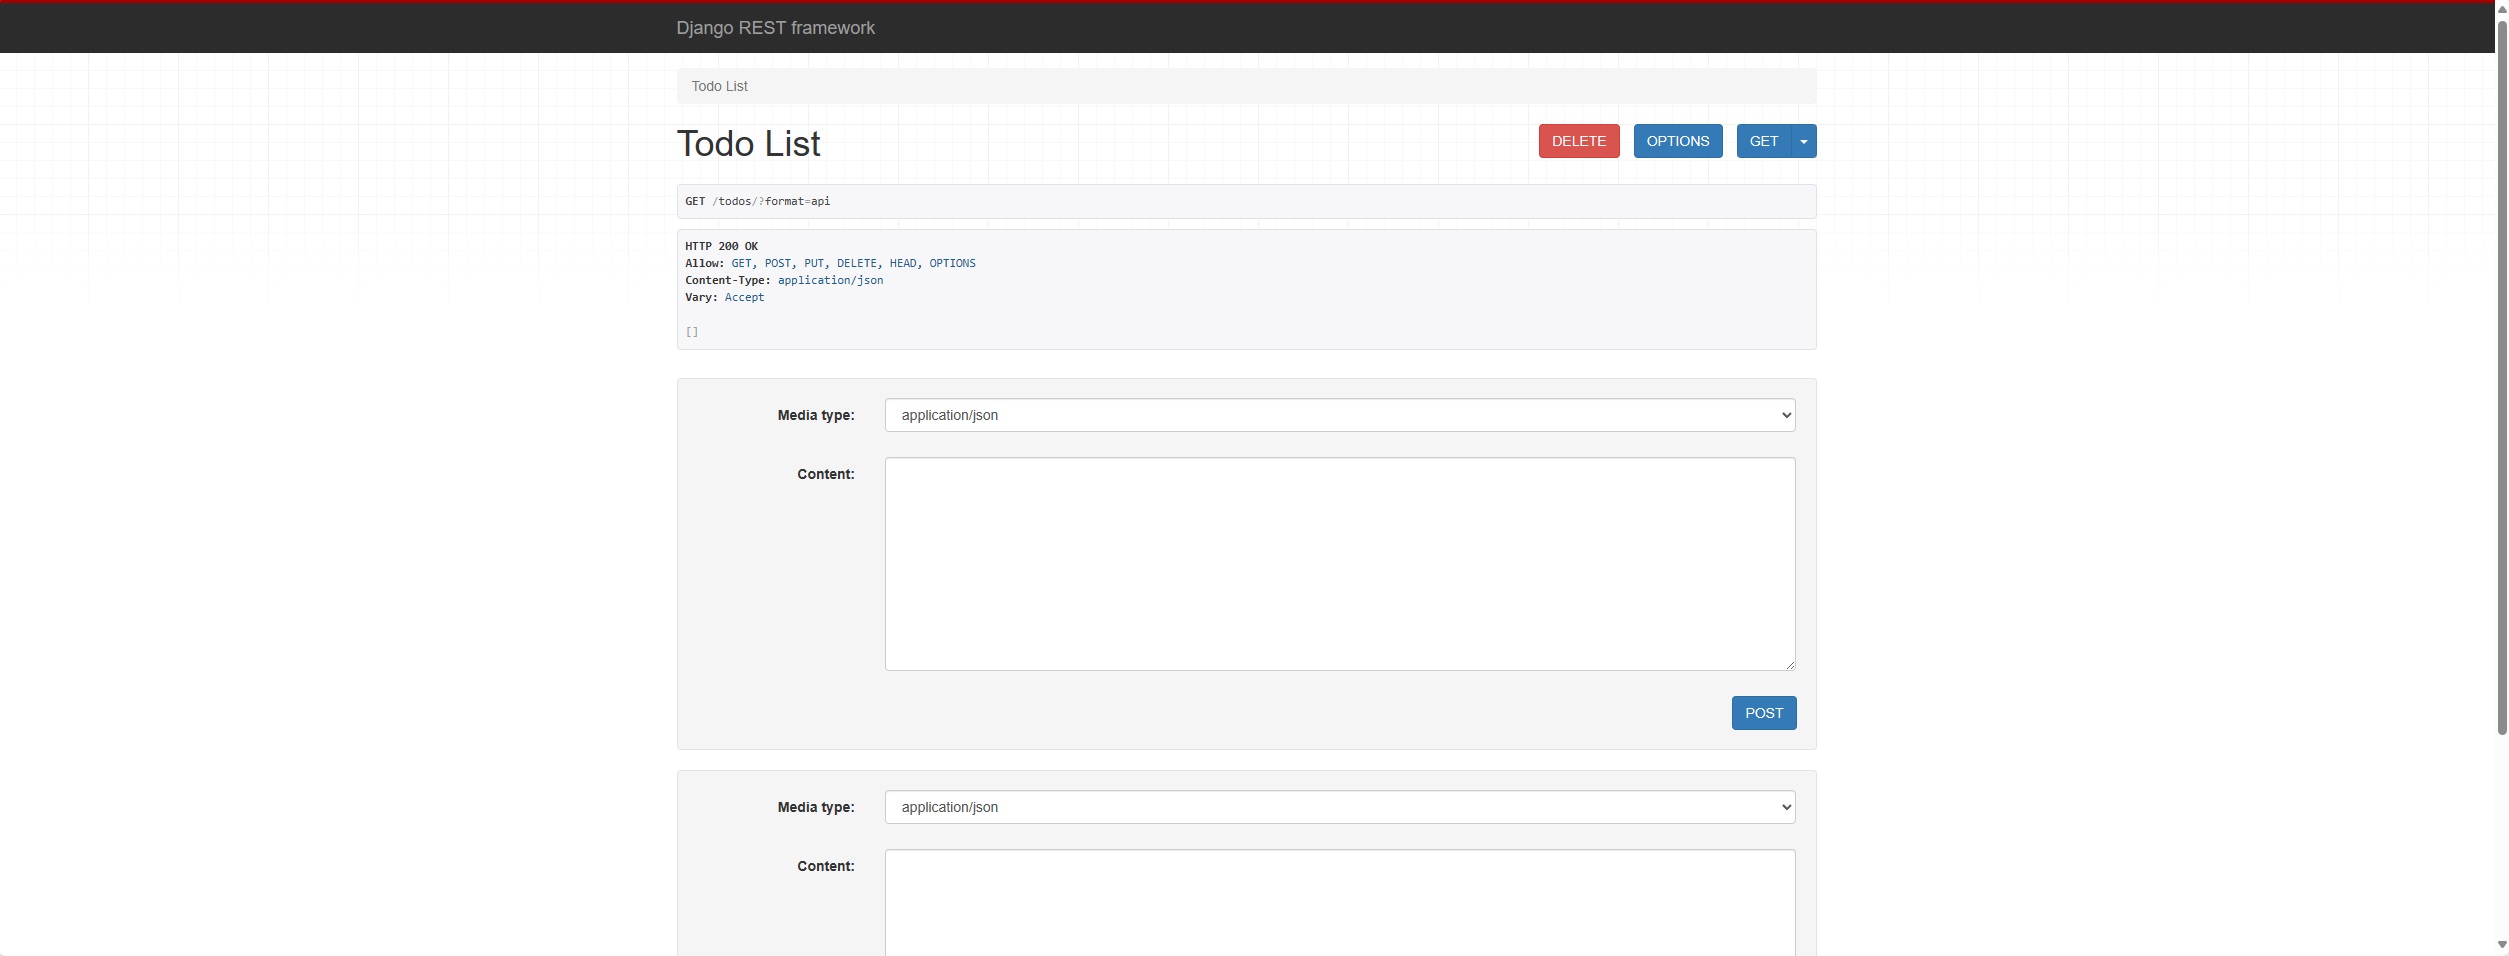 Django REST framework
Todo List
Todo List
DELETE
OPTIONS
GET
GET /todos/?format=api
HTTP 200 OK
Allow: GET, POST, PUT, DELETE, HEAD, OPTIONS
Content-Type: application/json
Vary: Accept
[]
Media type: application/json
Content:
POST
Media type: application/json
Content: